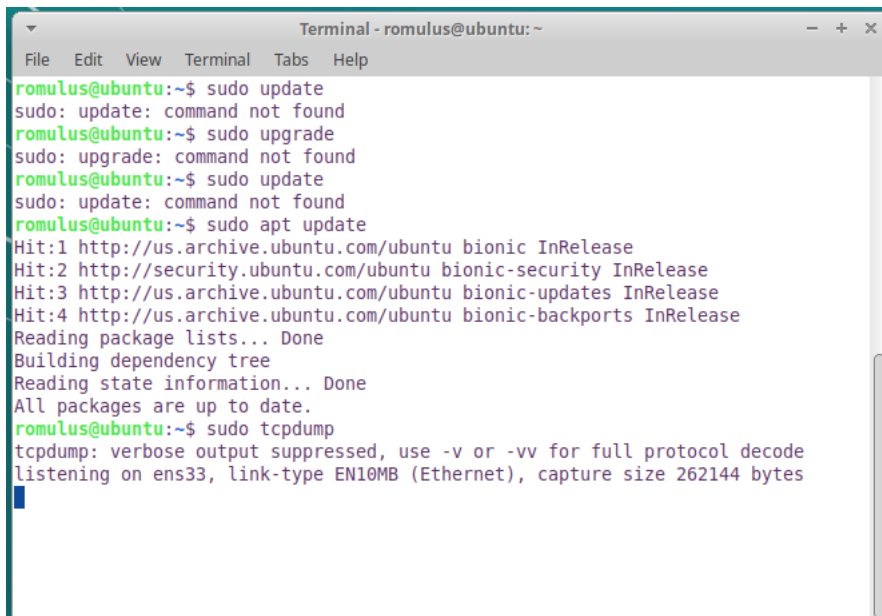 Terminal - romulus@ubuntu: ~
File Edit View Terminal Tabs Help
romulus@ubuntu:~$ sudo update
sudo: update: command not found
romulus@ubuntu:~$ sudo upgrade
sudo: upgrade: command not found
romulus@ubuntu:~$ sudo update
sudo: update: command not found
romulus@ubuntu:~$ sudo apt update
Hit:1 http://us.archive.ubuntu.com/ubuntu bionic InRelease
Hit:2 http://security.ubuntu.com/ubuntu bionic-security InRelease
Hit:3 http://us.archive.ubuntu.com/ubuntu bionic-updates InRelease
Hit:4 http://us.archive.ubuntu.com/ubuntu bionic-backports InRelease
Reading package lists... Done
Building dependency tree
Reading state information... Done
All packages are up to date.
romulus@ubuntu:~$ sudo tcpdump
tcpdump: verbose output suppressed, use -v or -vv for full protocol decode
listening on ens33, link-type EN10MB (Ethernet), capture size 262144 bytes